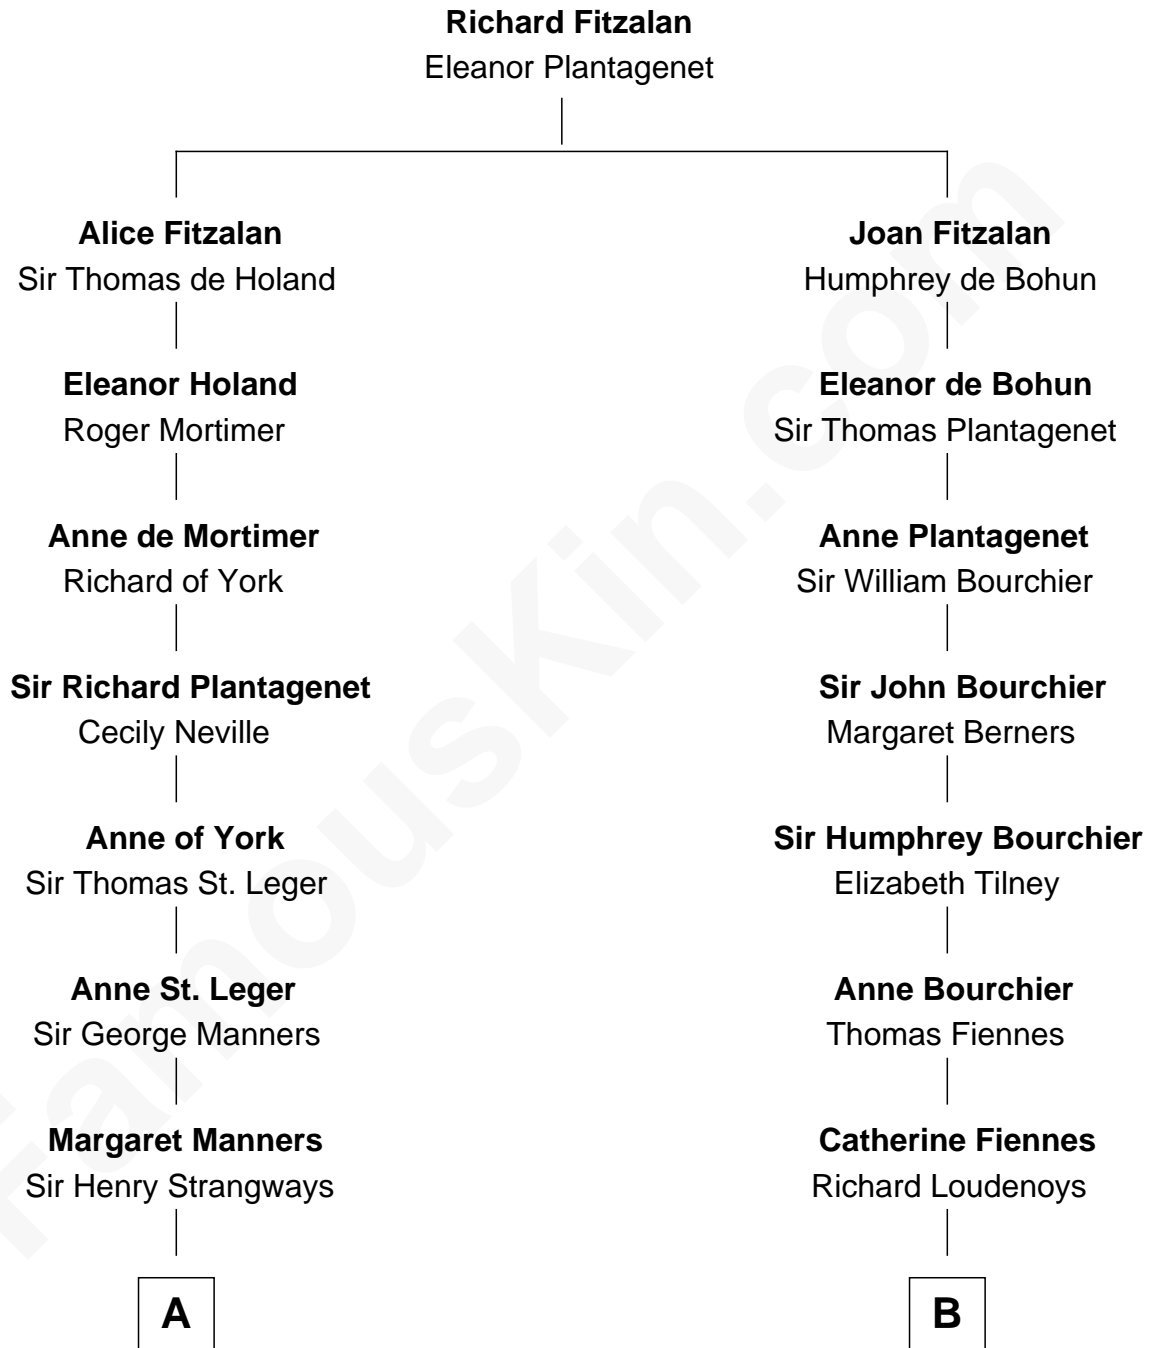 Richard Fitzalan
Eleanor Plantagenet
Alice Fitzalan
Sir Thomas de Holand
Joan Fitzalan
Humphrey de Bohun
Eleanor Holand
Roger Mortimer
Eleanor de Bohun
Sir Thomas Plantagenet
Anne de Mortimer
Richard of York
Anne Plantagenet
Sir William Bourchier
Sir Richard Plantagenet
Cecily Neville
Sir John Bourchier
Margaret Berners
Anne of York
Sir Thomas St. Leger
Sir Humphrey Bourchier
Elizabeth Tilney
Anne St. Leger
Sir George Manners
Anne Bourchier
Thomas Fiennes
Margaret Manners
Sir Henry Strangways
Catherine Fiennes
Richard Loudenoys
A
B
FamousKin.com